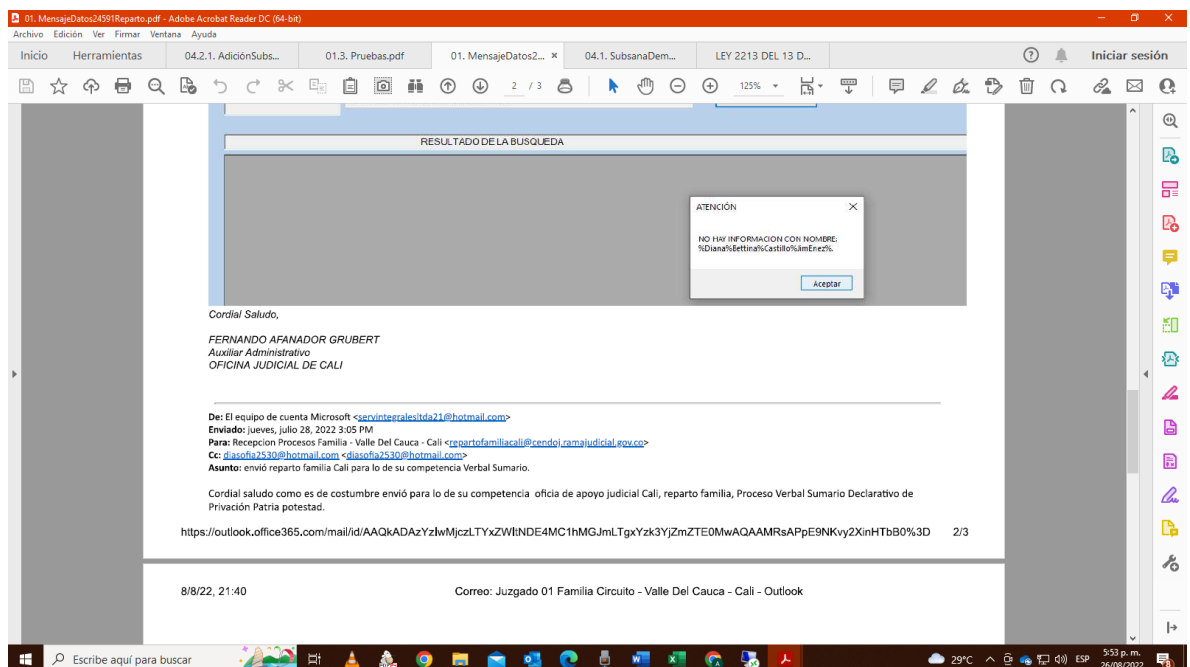 01. MensajeDatos24591Reparto.pdf - Adobe Acrobat Reader DC (64-bit)
Archivo Edición Ver Firmar Ventana Ayuda
Inicio Herramientas 04.2.1. AdiciónSubs... 01.3. Pruebas.pdf 01. MensajeDatos2... × 04.1. SubsanaDem... LEY 2213 DEL 13 D... Iniciar sesión
2 / 3 125%
RESULTADO DE LA BUSQUEDA
ATENCIÓN
NO HAY INFORMACION CON NOMBRE:
%Diana%Bettina%Castillo%JimEnez%.
Aceptar
Cordial Saludo,
FERNANDO AFANADOR GRUBERT
Auxiliar Administrativo
OFICINA JUDICIAL DE CALI
De: El equipo de cuenta Microsoft <servintegralesltda21@hotmail.com>
Enviado: jueves, julio 28, 2022 3:05 PM
Para: Recepcion Procesos Familia - Valle Del Cauca - Cali <repartofamiliacali@cendoj.ramajudicial.gov.co>
Cc: diasofia2530@hotmail.com <diasofia2530@hotmail.com>
Asunto: envió reparto familia Cali para lo de su competencia Verbal Sumario.
Cordial saludo como es de costumbre envió para lo de su competencia oficia de apoyo judicial Cali, reparto familia, Proceso Verbal Sumario Declarativo de
Privación Patria potestad.
2/3
8/8/22, 21:40 Correo: Juzgado 01 Familia Circuito - Valle Del Cauca - Cali - Outlook
Escribe aquí para buscar 29°C ESP 5:53 p. m.
26/08/2022